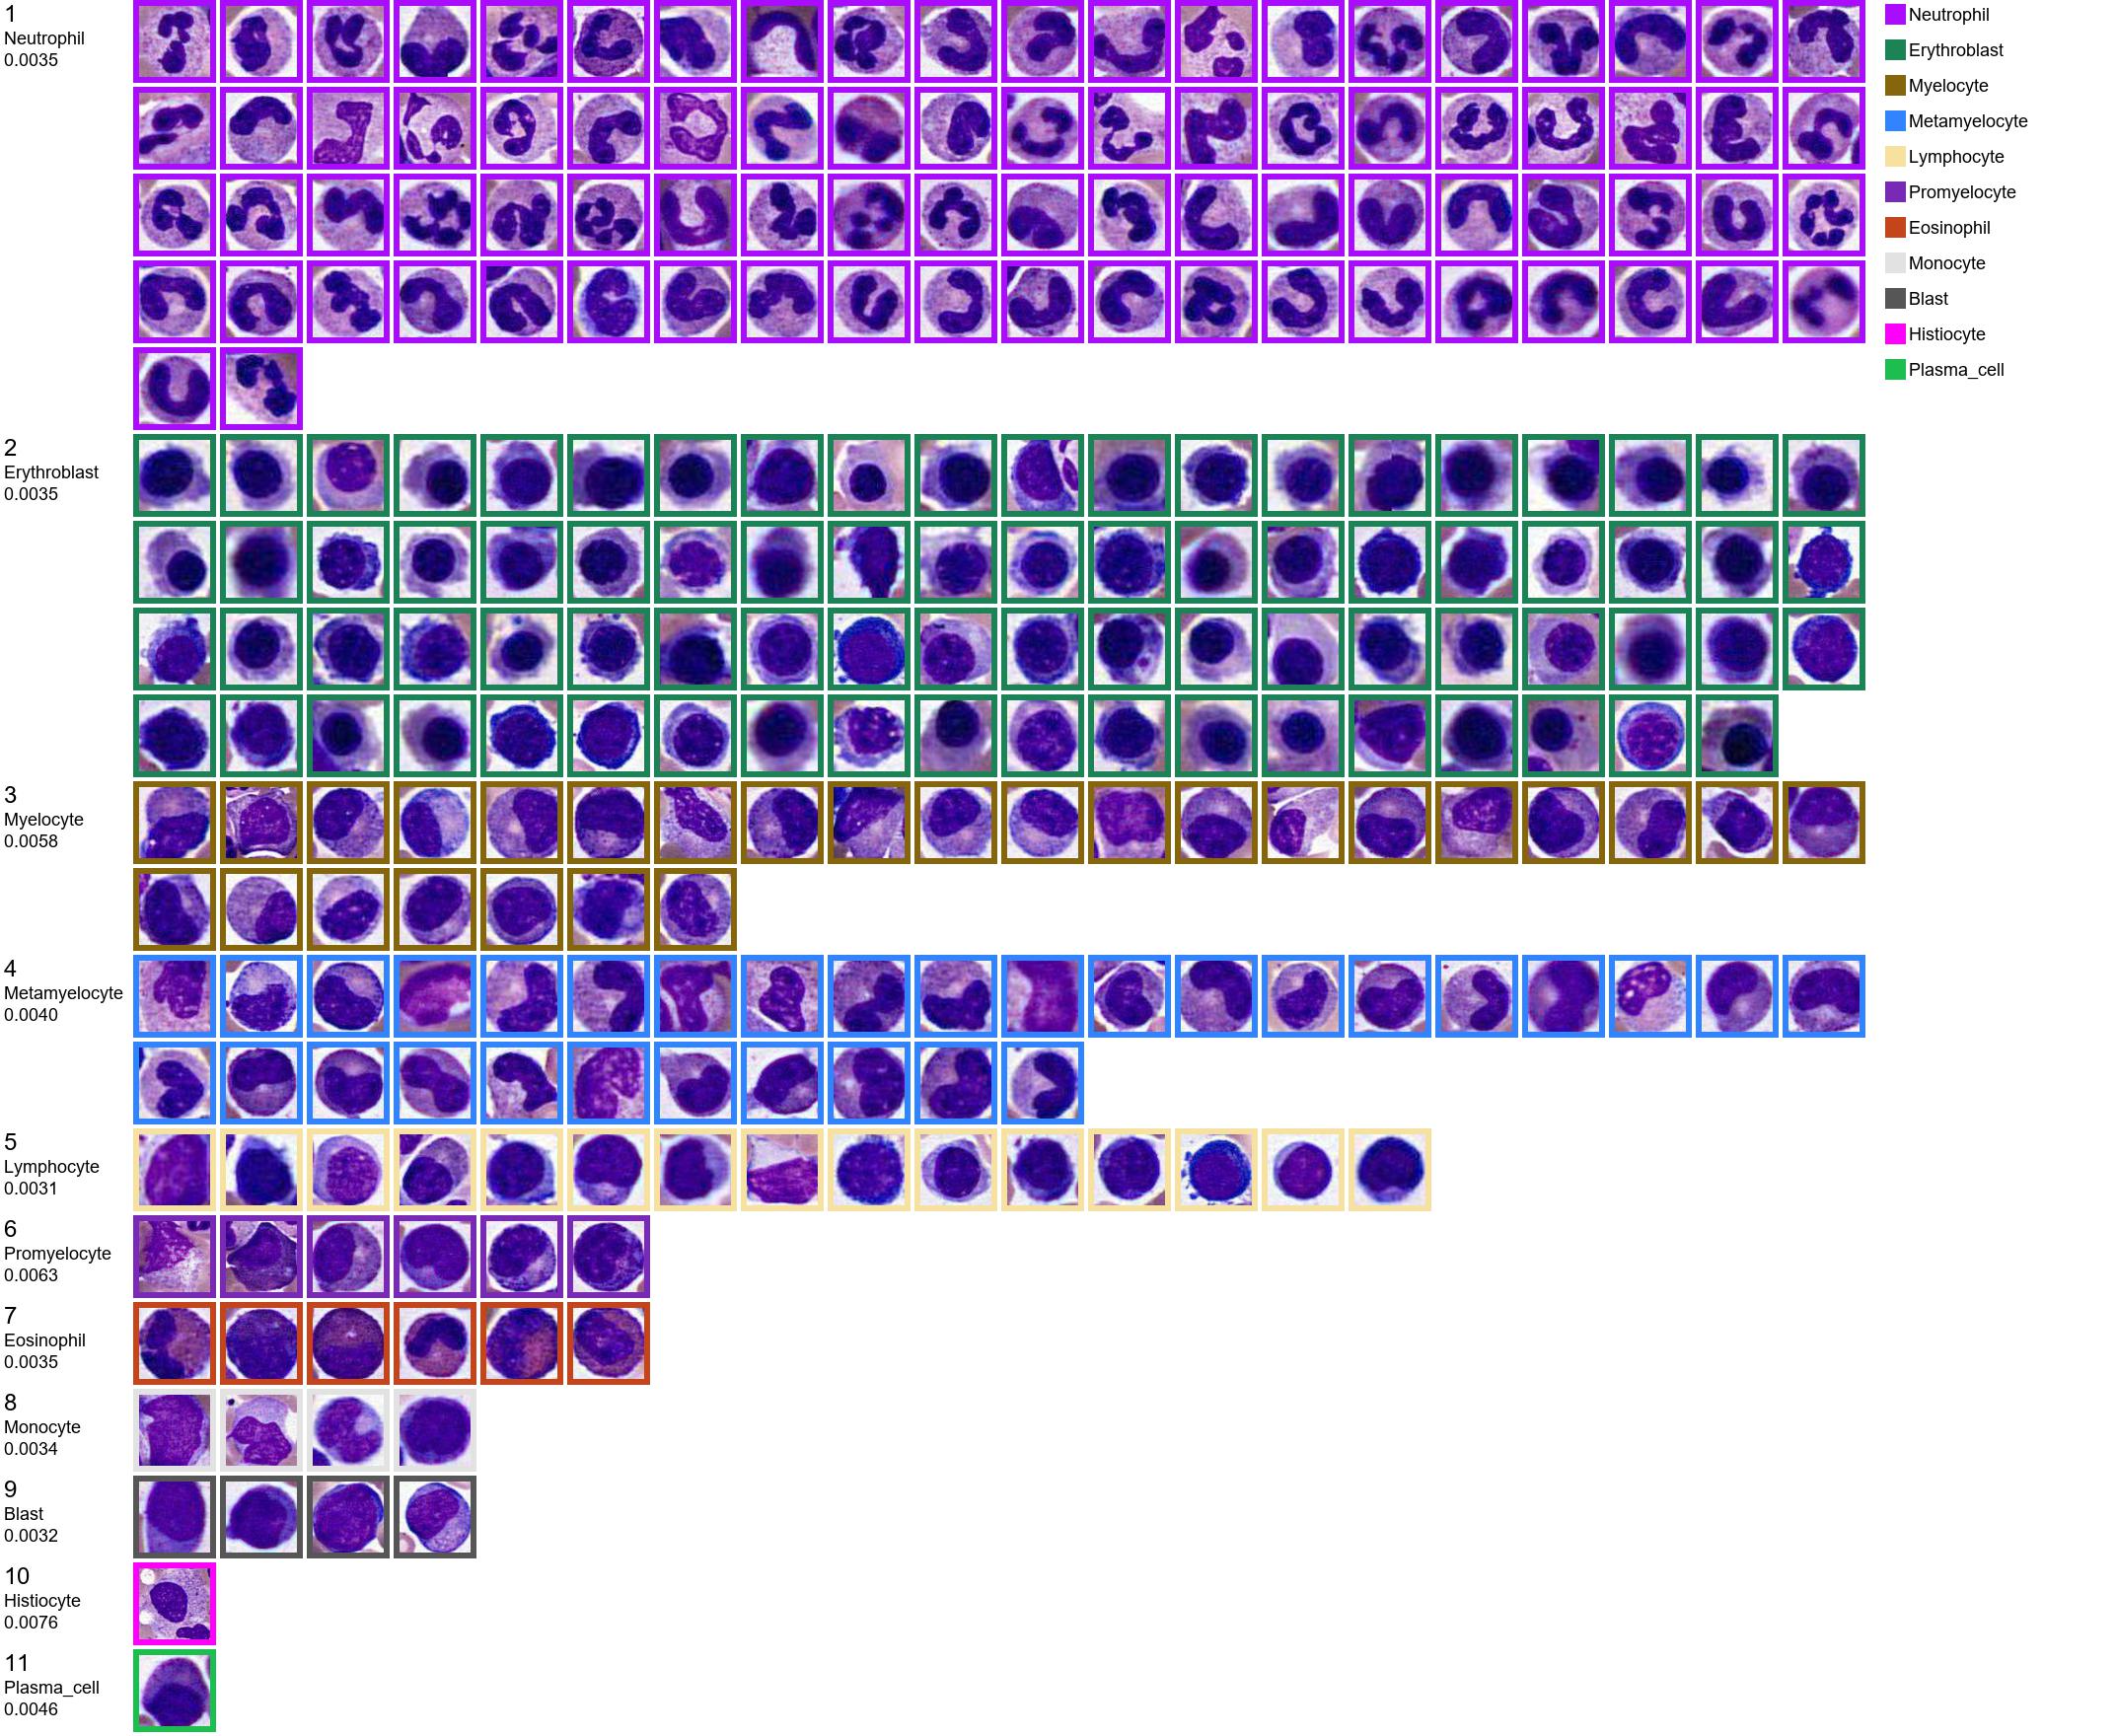 1
Neutrophil
0.0035
2
Erythroblast
0.0035
3
Myelocyte
0.0058
4
Metamyelocyte
0.0040
5
Lymphocyte
0.0031
6
Promyelocyte
0.0063
7
Eosinophil
0.0035
8
Monocyte
0.0034
9
Blast
0.0032
10
Histiocyte
0.0076
11
Plasma_cell
0.0046
Neutrophil
Erythroblast
Myelocyte
Metamyelocyte
Lymphocyte
Promyelocyte
Eosinophil
Monocyte
Blast
Histiocyte
Plasma_cell